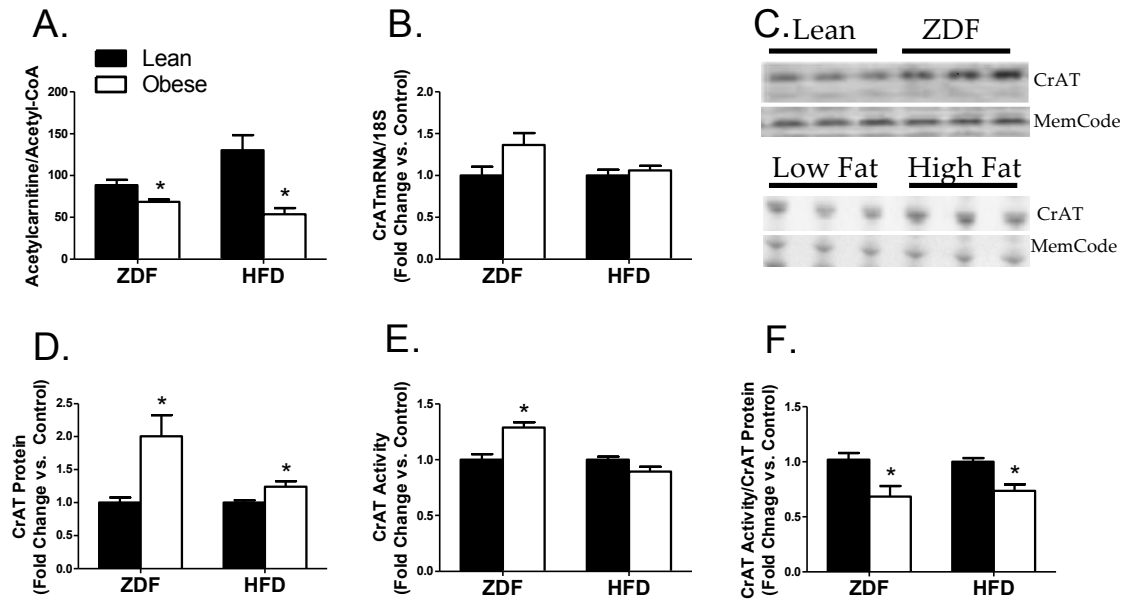 A.
Lean
Obese
Acetylcarnitine/Acetyl-CoA
200
150
100
50
0
*
*
ZDF
HFD
B.
CrATmRNA/18S
(Fold Change vs. Control)
2.0
1.5
1.0
0.5
0.0
ZDF
HFD
C.
Lean
ZDF
CrAT
MemCode
Low Fat
High Fat
CrAT
MemCode
D.
CrAT Protein
(Fold Change vs. Control)
2.5
2.0
1.5
1.0
0.5
0.0
*
*
ZDF
HFD
E.
CrAT Activity
(Fold Change vs. Control)
1.5
1.0
0.5
0.0
*
ZDF
HFD
F.
CrAT Activity/CrAT Protein
(Fold Chnage vs. Control)
1.5
1.0
0.5
0.0
*
*
ZDF
HFD